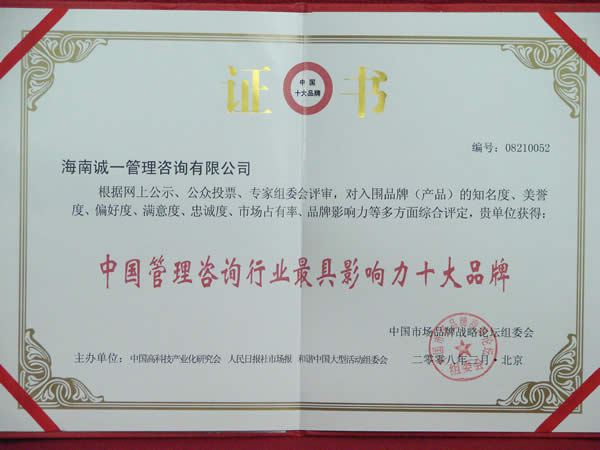 证书
中国
十大品牌
编号：08210052
海南诚一管理咨询有限公司
根据网上公示、公众投票、专家组委会评审，对入围品牌（产品）的知名度、美誉
度、偏好度、满意度、忠诚度、市场占有率、品牌影响力等多方面综合评定，贵单位获得：
中国管理咨询行业最具影响力十大品牌
中国市场品牌战略论坛组委会
主办单位：中国高科技产业化研究会 人民日报社市场报 和谐中国大型活动组委会
二〇〇八年 月·北京
组委会